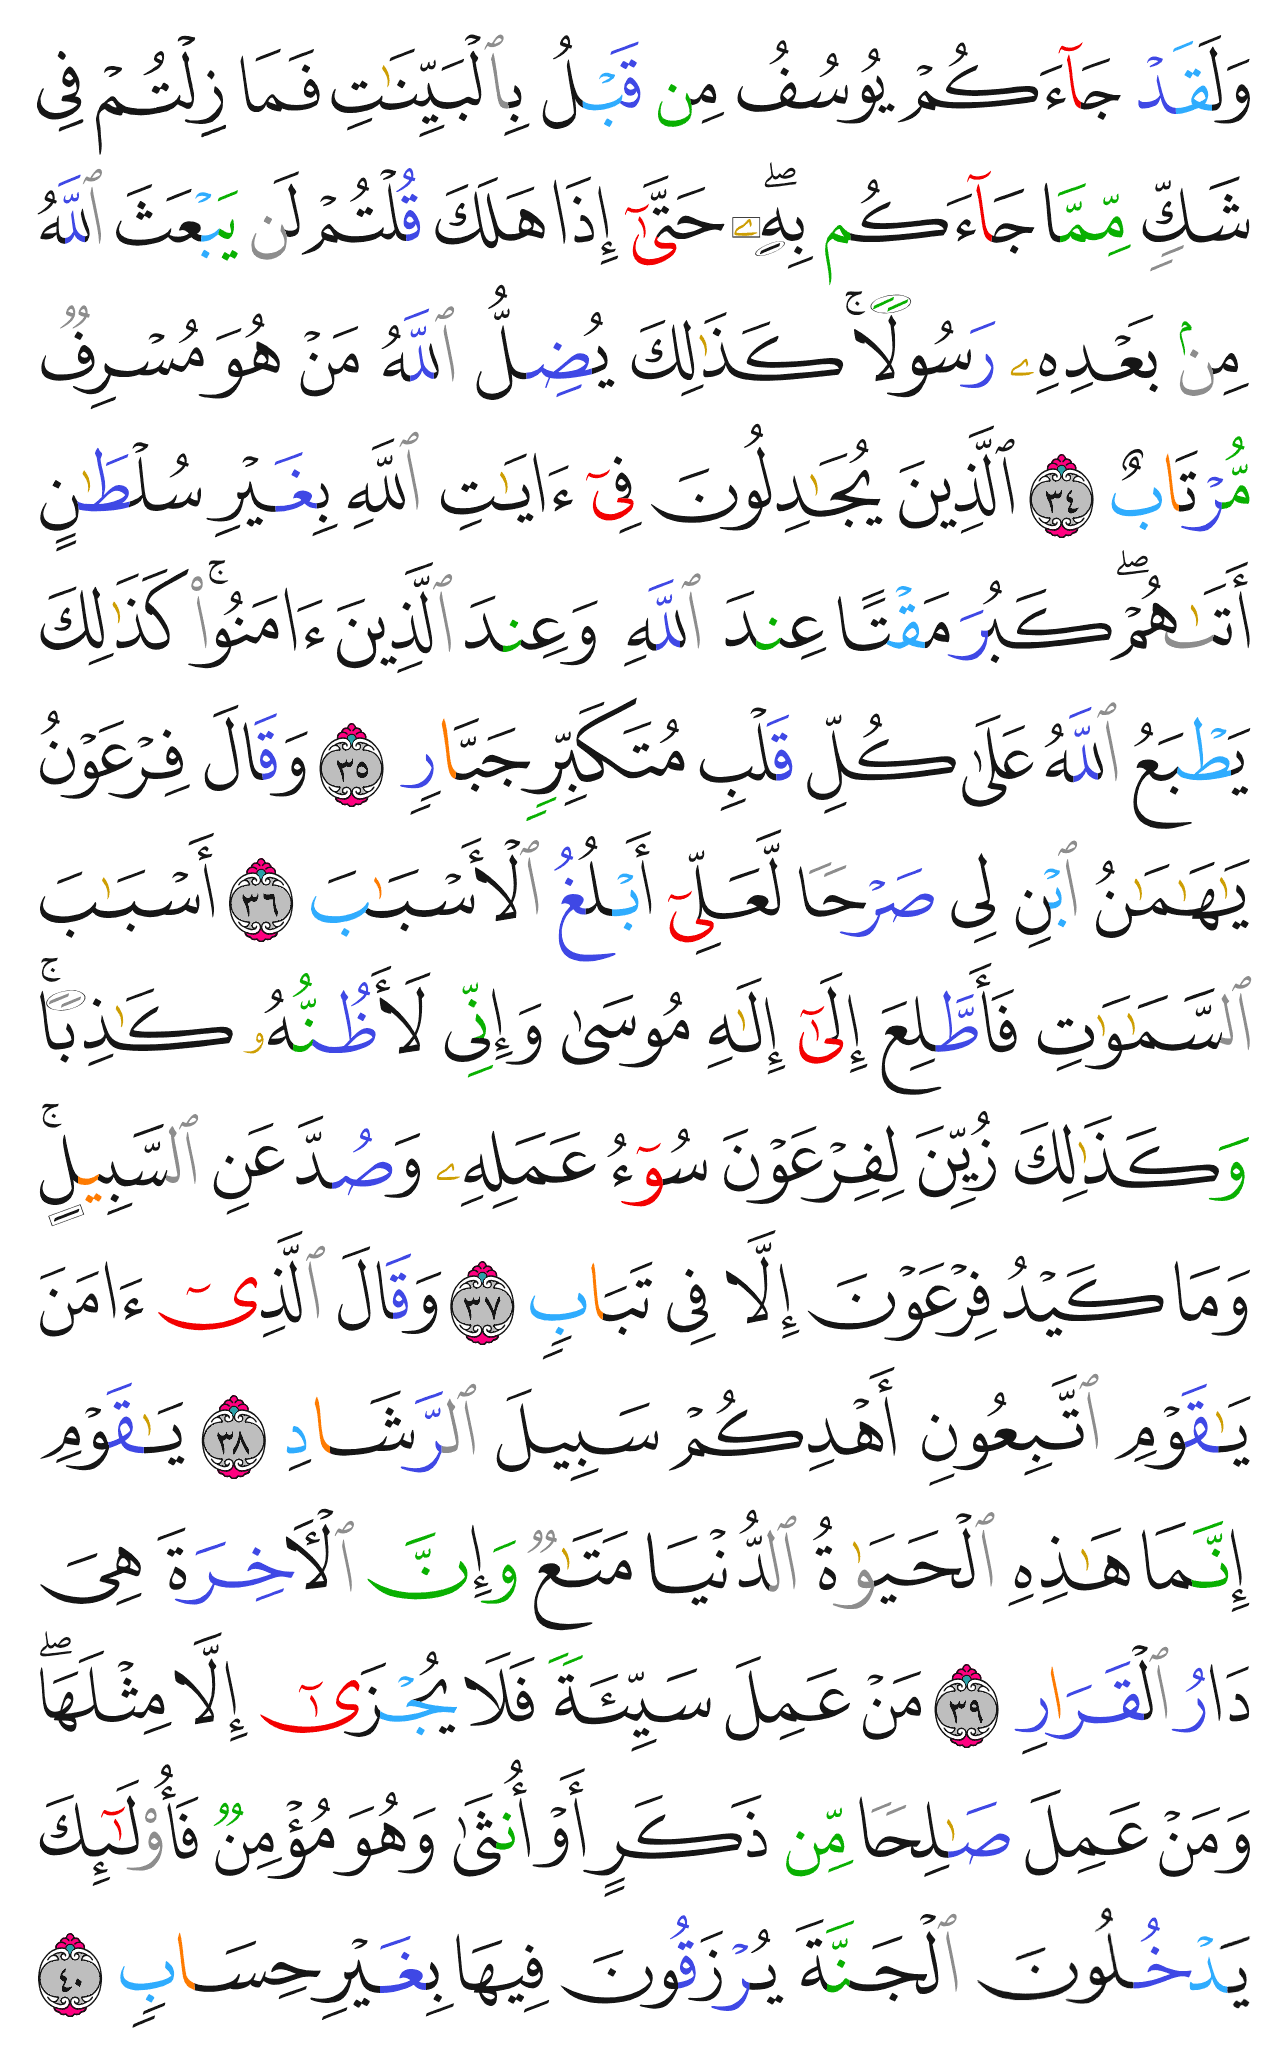 وَلَقَدْ جَآءَكُمْ يُوسُفُ مِن قَبْلُ بِٱلْبَيِّنَٰتِ فَمَا زِلْتُمْ فِى
شَكٍّ مِّمَّا جَآءَكُم بِهِۦ ۖ حَتَّىٰٓ إِذَا هَلَكَ قُلْتُمْ لَن يَبْعَثَ ٱللَّهُ
مِنۢ بَعْدِهِۦ رَسُولًا ۚ كَذَٰلِكَ يُضِلُّ ٱللَّهُ مَنْ هُوَ مُسْرِفٌ
مُّرْتَابٌ ٣٤ ٱلَّذِينَ يُجَٰدِلُونَ فِىٓ ءَايَٰتِ ٱللَّهِ بِغَيْرِ سُلْطَٰنٍ
أَتَىٰهُمْ ۖ كَبُرَ مَقْتًا عِندَ ٱللَّهِ وَعِندَ ٱلَّذِينَ ءَامَنُوا۟ ۚ كَذَٰلِكَ
يَطْبَعُ ٱللَّهُ عَلَىٰ كُلِّ قَلْبِ مُتَكَبِّرٍ جَبَّارٍ ٣٥ وَقَالَ فِرْعَوْنُ
يَٰهَٰمَٰنُ ٱبْنِ لِى صَرْحًا لَّعَلِّىٓ أَبْلُغُ ٱلْأَسْبَٰبَ ٣٦ أَسْبَٰبَ
ٱلسَّمَٰوَٰتِ فَأَطَّلِعَ إِلَىٰٓ إِلَٰهِ مُوسَىٰ وَإِنِّى لَأَظُنُّهُۥ كَٰذِبًا ۚ
وَكَذَٰلِكَ زُيِّنَ لِفِرْعَوْنَ سُوٓءُ عَمَلِهِۦ وَصُدَّ عَنِ ٱلسَّبِيلِ ۚ
وَمَا كَيْدُ فِرْعَوْنَ إِلَّا فِى تَبَابٍ ٣٧ وَقَالَ ٱلَّذِىٓ ءَامَنَ
يَٰقَوْمِ ٱتَّبِعُونِ أَهْدِكُمْ سَبِيلَ ٱلرَّشَادِ ٣٨ يَٰقَوْمِ
إِنَّمَا هَٰذِهِ ٱلْحَيَوٰةُ ٱلدُّنْيَا مَتَٰعٌ وَإِنَّ ٱلْءَاخِرَةَ هِىَ
دَارُ ٱلْقَرَارِ ٣٩ مَنْ عَمِلَ سَيِّئَةً فَلَا يُجْزَىٰٓ إِلَّا مِثْلَهَا ۖ
وَمَنْ عَمِلَ صَٰلِحًا مِّن ذَكَرٍ أَوْ أُنثَىٰ وَهُوَ مُؤْمِنٌ فَأُو۟لَٰٓئِكَ
يَدْخُلُونَ ٱلْجَنَّةَ يُرْزَقُونَ فِيهَا بِغَيْرِ حِسَابٍ ٤٠